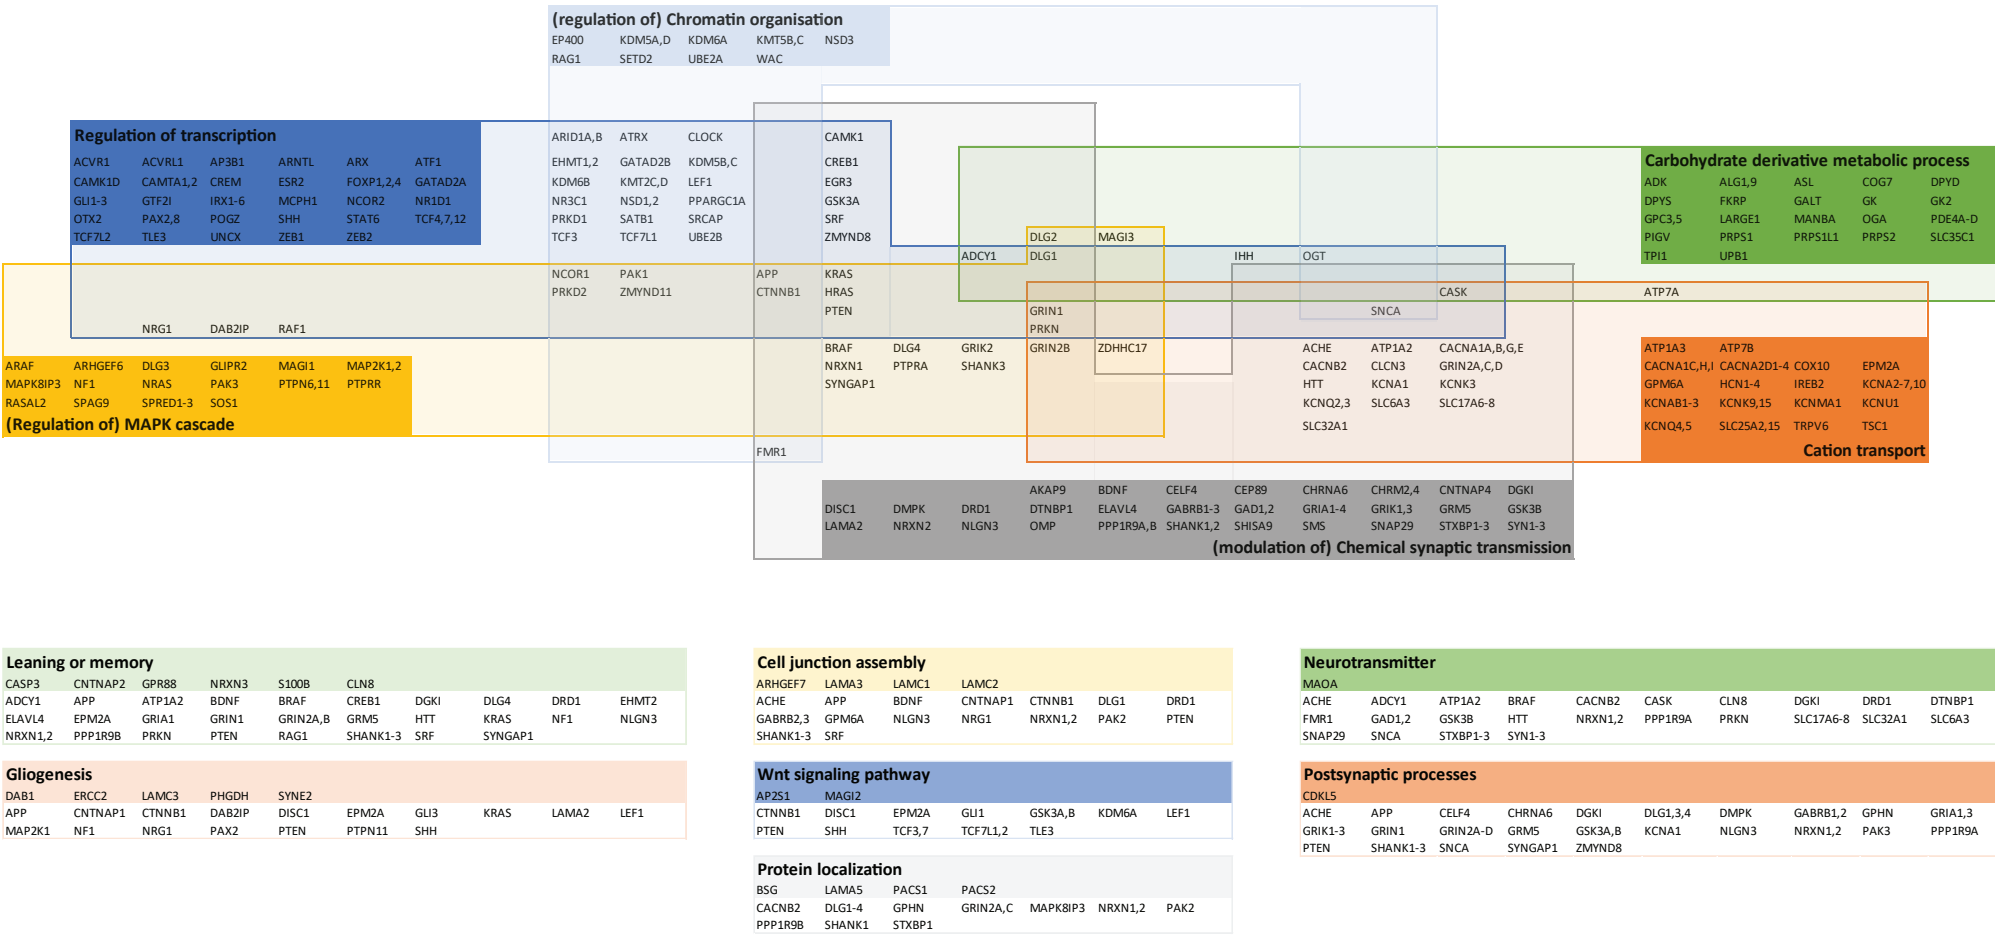 (regulation of) Chromatin organisation
EP400 KDM5A,D KDM6A KMT5B,C NSD3
RAG1 SETD2 UBE2A WAC
Regulation of transcription
ACVR1 ACVRL1 AP3B1 ARNTL ARX ATF1
CAMK1D CAMTA1,2 CREM ESR2 FOXP1,2,4 GATAD2A
GLI1-3 GTF2I IRX1-6 MCPH1 NCOR2 NR1D1
OTX2 PAX2,8 POGZ SHH STAT6 TCF4,7,12
TCF7L2 TLE3 UNCX ZEB1 ZEB2
ARID1A,B ATRX CLOCK CAMK1
EHMT1,2 GATAD2B KDM5B,C CREB1
KDM6B KMT2C,D LEF1 EGR3
NR3C1 NSD1,2 PPARGC1A GSK3A
PRKD1 SATB1 SRCAP SRF
TCF3 TCF7L1 UBE2B ZMYND8
Carbohydrate derivative metabolic process
ADK ALG1,9 ASL COG7 DPYD
DPYS FKRP GALT GK GK2
GPC3,5 LARGE1 MANBA OGA PDE4A-D
PIGV PRPS1 PRPS1L1 PRPS2 SLC35C1
TPI1 UPB1
DLG2 MAGI3
ADCY1 DLG1 IHH OGT
NCOR1 PAK1 APP KRAS
PRKD2 ZMYND11 CTNNB1 HRAS CASK ATP7A
PTEN GRIN1 SNCA
NRG1 DAB2IP RAF1 PRKN
BRAF DLG4 GRIK2 GRIN2B ZDHHC17
NRXN1 PTPRA SHANK3
SYNGAP1
ACHE ATP1A2 CACNA1A,B,G,E
CACNB2 CLCN3 GRIN2A,C,D
HTT KCNA1 KCNK3
KCNQ2,3 SLC6A3 SLC17A6-8
SLC32A1
ARAF ARHGEF6 DLG3 GLIPR2 MAGI1 MAP2K1,2
MAPK8IP3 NF1 NRAS PAK3 PTPN6,11 PTPRR
RASAL2 SPAG9 SPRED1-3 SOS1
(Regulation of) MAPK cascade
ATP1A3 ATP7B
CACNA1C,H,I CACNA2D1-4 COX10 EPM2A
GPM6A HCN1-4 IREB2 KCNA2-7,10
KCNAB1-3 KCNK9,15 KCNMA1 KCNU1
KCNQ4,5 SLC25A2,15 TRPV6 TSC1
Cation transport
FMR1
AKAP9 BDNF CELF4 CEP89 CHRNA6 CHRM2,4 CNTNAP4 DGKI
DISC1 DMPK DRD1 DTNBP1 ELAVL4 GABRB1-3 GAD1,2 GRIA1-4 GRIK1,3 GRM5 GSK3B
LAMA2 NRXN2 NLGN3 OMP PPP1R9A,B SHANK1,2 SHISA9 SMS SNAP29 STXBP1-3 SYN1-3
(modulation of) Chemical synaptic transmission
Leaning or memory
CASP3 CNTNAP2 GPR88 NRXN3 S100B CLN8
ADCY1 APP ATP1A2 BDNF BRAF CREB1 DGKI DLG4 DRD1 EHMT2
ELAVL4 EPM2A GRIA1 GRIN1 GRIN2A,B GRM5 HTT KRAS NF1 NLGN3
NRXN1,2 PPP1R9B PRKN PTEN RAG1 SHANK1-3 SRF SYNGAP1
Gliogenesis
DAB1 ERCC2 LAMC3 PHGDH SYNE2
APP CNTNAP1 CTNNB1 DAB2IP DISC1 EPM2A GLI3 KRAS LAMA2 LEF1
MAP2K1 NF1 NRG1 PAX2 PTEN PTPN11 SHH
Cell junction assembly
ARHGEF7 LAMA3 LAMC1 LAMC2
ACHE APP BDNF CNTNAP1 CTNNB1 DLG1 DRD1
GABRB2,3 GPM6A NLGN3 NRG1 NRXN1,2 PAK2 PTEN
SHANK1-3 SRF
Wnt signaling pathway
AP2S1 MAGI2
CTNNB1 DISC1 EPM2A GLI1 GSK3A,B KDM6A LEF1
PTEN SHH TCF3,7 TCF7L1,2 TLE3
Protein localization
BSG LAMA5 PACS1 PACS2
CACNB2 DLG1-4 GPHN GRIN2A,C MAPK8IP3 NRXN1,2 PAK2
PPP1R9B SHANK1 STXBP1
Neurotransmitter
MAOA
ACHE ADCY1 ATP1A2 BRAF CACNB2 CASK CLN8 DGKI DRD1 DTNBP1
FMR1 GAD1,2 GSK3B HTT NRXN1,2 PPP1R9A PRKN SLC17A6-8 SLC32A1 SLC6A3
SNAP29 SNCA STXBP1-3 SYN1-3
Postsynaptic processes
CDKL5
ACHE APP CELF4 CHRNA6 DGKI DLG1,3,4 DMPK GABRB1,2 GPHN GRIA1,3
GRIK1-3 GRIN1 GRIN2A-D GRM5 GSK3A,B KCNA1 NLGN3 NRXN1,2 PAK3 PPP1R9A
PTEN SHANK1-3 SNCA SYNGAP1 ZMYND8